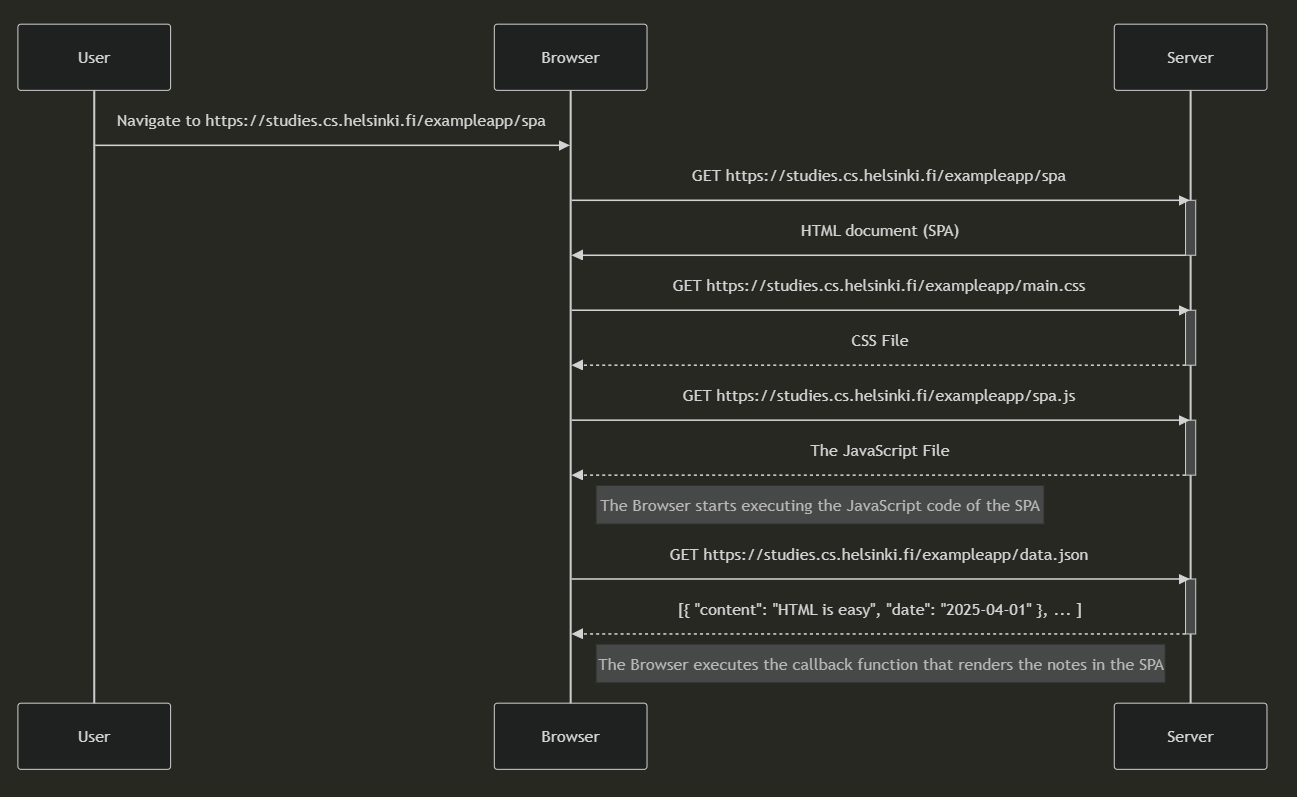 User
Browser
Server
Navigate to https://studies.cs.helsinki.fi/exampleapp/spa
GET https://studies.cs.helsinki.fi/exampleapp/spa
HTML document (SPA)
GET https://studies.cs.helsinki.fi/exampleapp/main.css
CSS File
GET https://studies.cs.helsinki.fi/exampleapp/spa.js
The JavaScript File
The Browser starts executing the JavaScript code of the SPA
GET https://studies.cs.helsinki.fi/exampleapp/data.json
[{ "content": "HTML is easy", "date": "2025-04-01" }, ... ]
The Browser executes the callback function that renders the notes in the SPA
User
Browser
Server